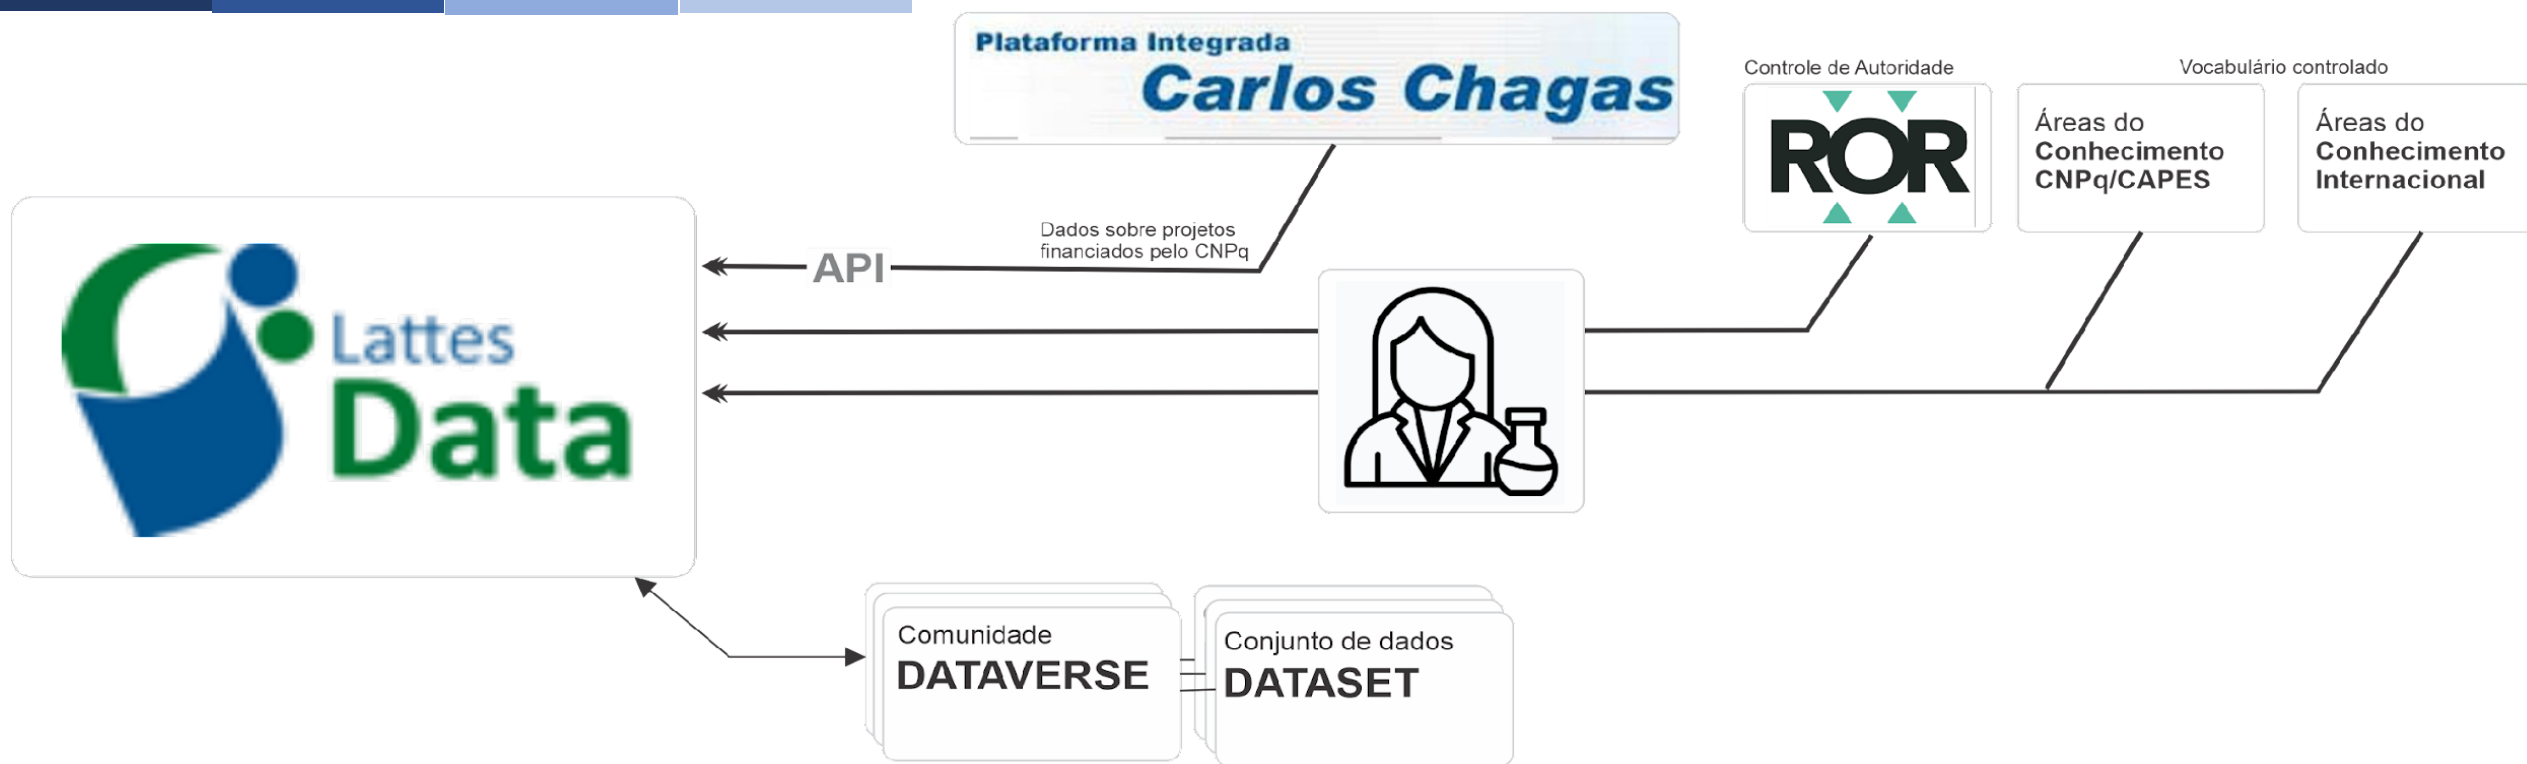 Plataforma Integrada
Carlos Chagas
Controle de Autoridade
ROR
Vocabulário controlado
Áreas do
Conhecimento
CNPq/CAPES
Áreas do
Conhecimento
Internacional
Dados sobre projetos
financiados pelo CNPq
API
Lattes
Data
Comunidade
DATAVERSE
Conjunto de dados
DATASET